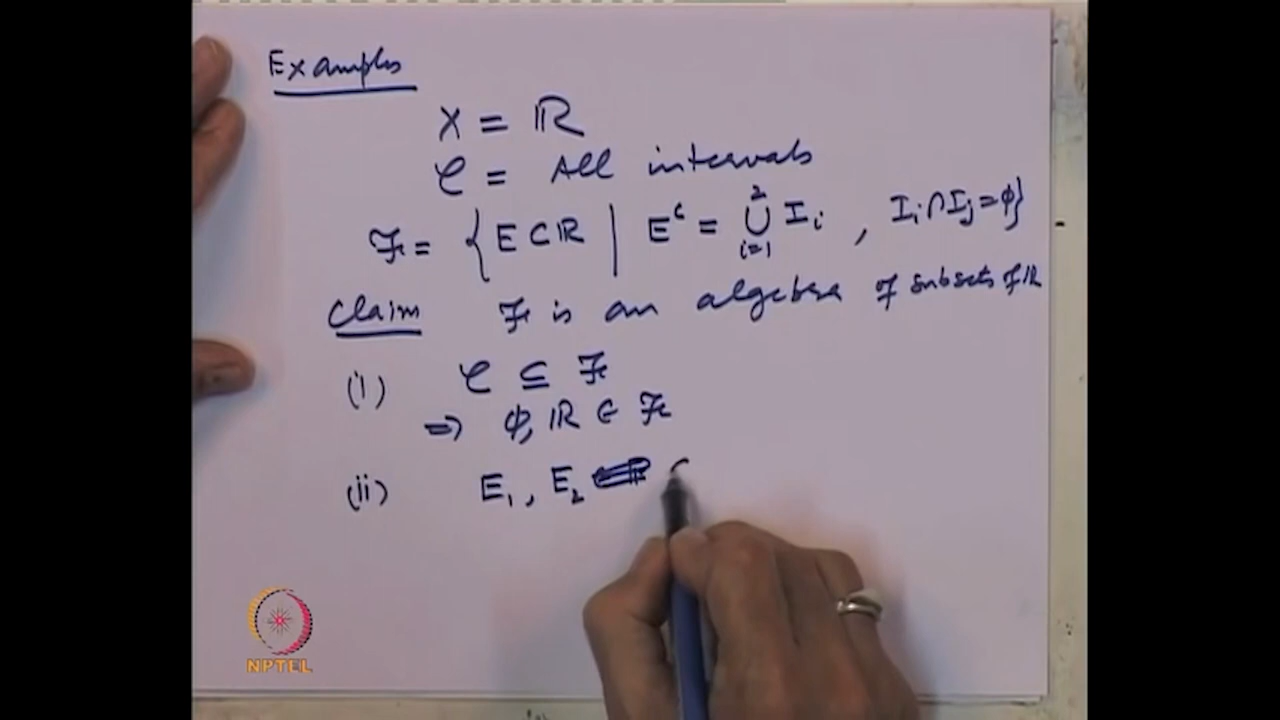 Examples
X = ℝ
𝒞 = All intervals
ℱ = { E ⊂ ℝ | E^c = ⋃_{i=1}^{2} I_i , I_i ∩ I_j = ϕ}
Claim ℱ is an algebra of subsets of ℝ
(i) 𝒞 ⊆ ℱ
⇒ ϕ, ℝ ∈ ℱ
(ii) E₁, E₂
NPTEL